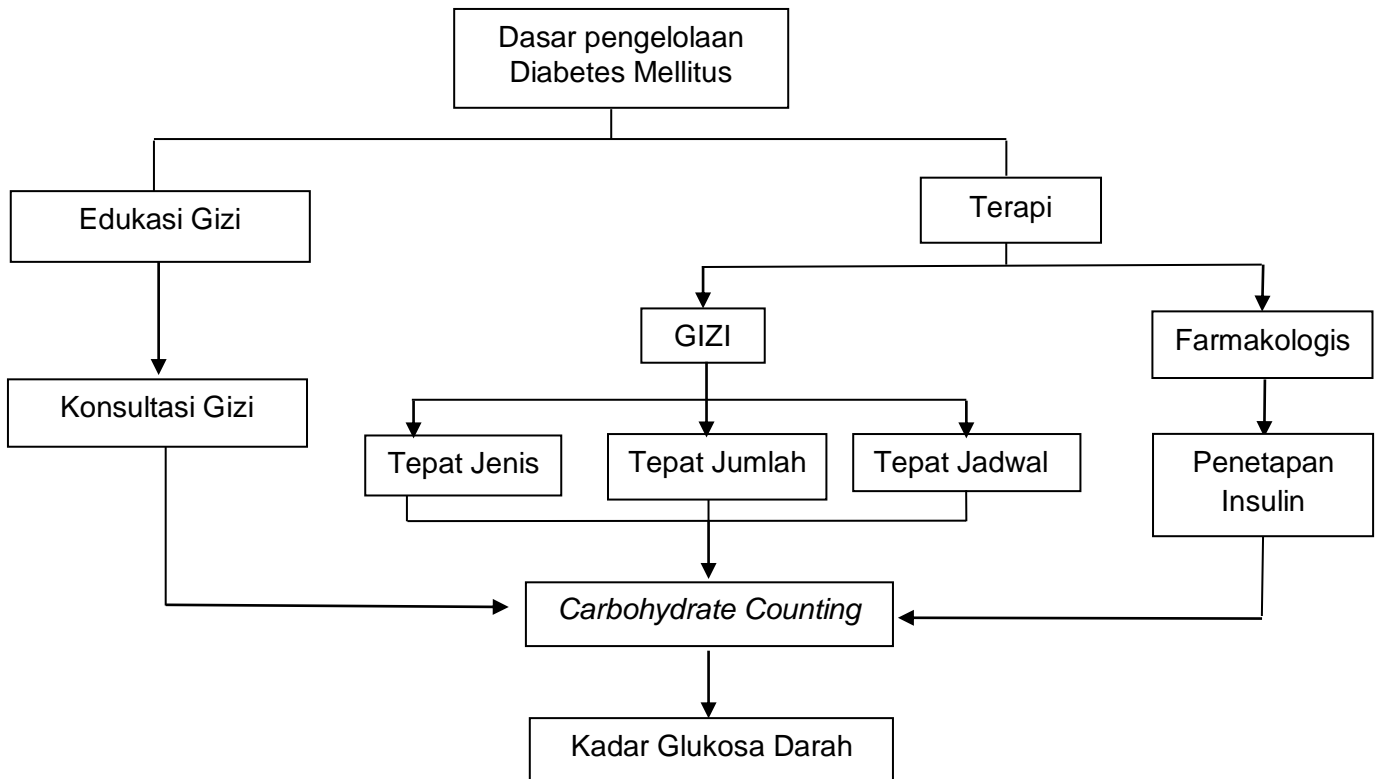 Dasar pengelolaan
Diabetes Mellitus
Edukasi Gizi
Terapi
GIZI
Farmakologis
Konsultasi Gizi
Tepat Jenis
Tepat Jumlah
Tepat Jadwal
Penetapan
Insulin
Carbohydrate Counting
Kadar Glukosa Darah